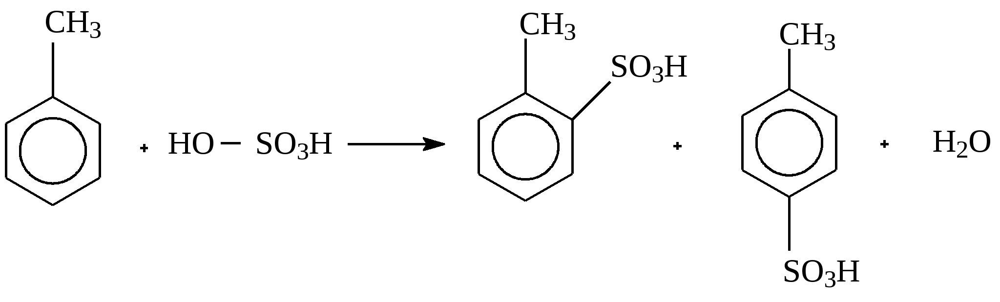 CH₃ CH₃ CH₃
SO₃H
+ HO – SO₃H + + H₂O
SO₃H